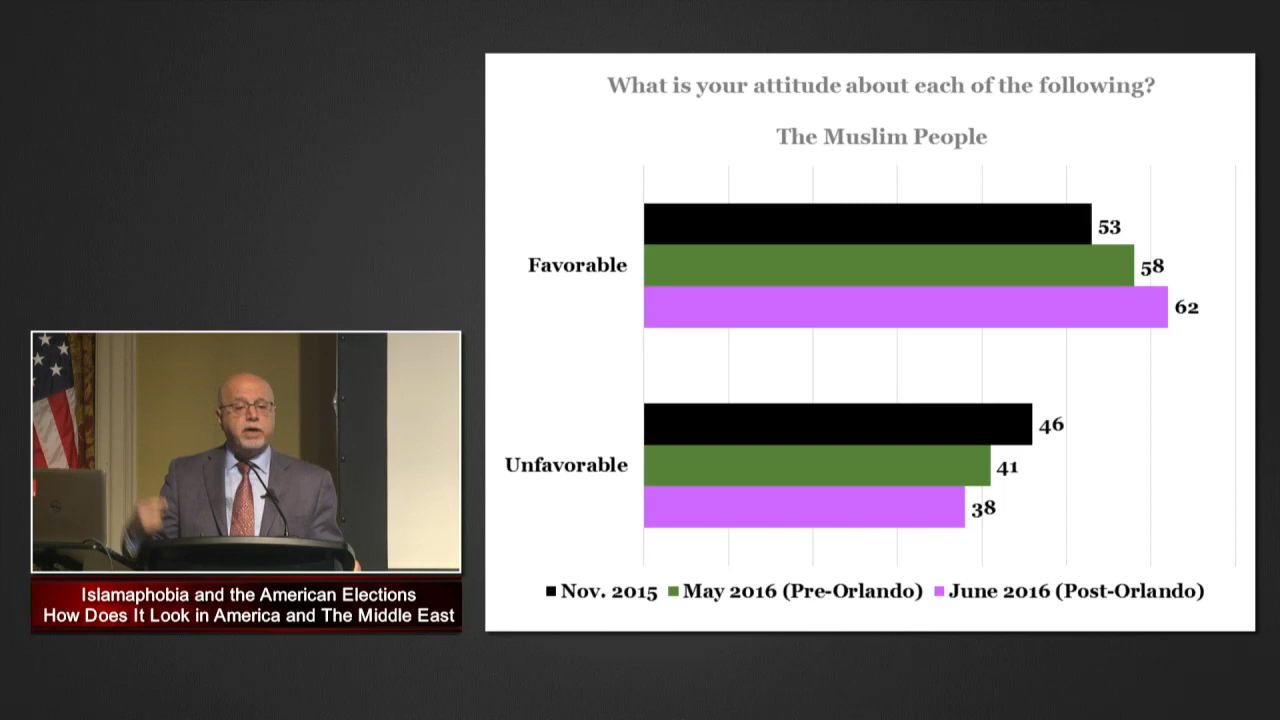 What is your attitude about each of the following?
The Muslim People
Favorable
53
58
62
Unfavorable
46
41
38
Nov. 2015 May 2016 (Pre-Orlando) June 2016 (Post-Orlando)
Islamaphobia and the American Elections
How Does It Look in America and The Middle East